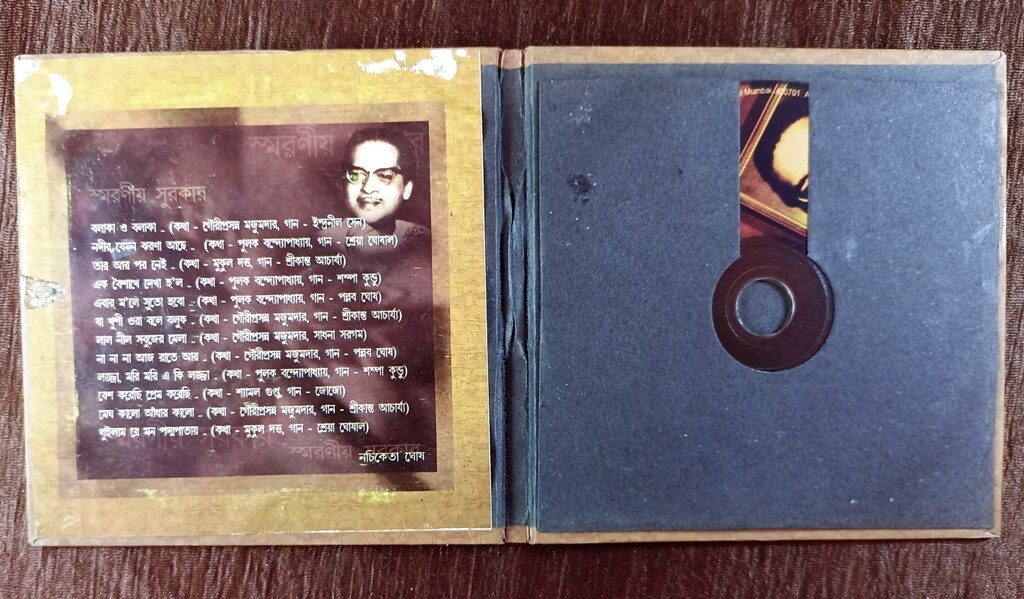 স্মরণীয়
স্মরণীয় সুরকার
বলাকা ও বলাকা - (কথা - গৌরীপ্রসন্ন মজুমদার, গান - ইন্দ্রনীল সেন)
নদীর যেমন ঝরণা আছে - (কথা - পুলক বন্দ্যোপাধ্যায়, গান - শ্রেয়া ঘোষাল)
তার আর পর নেই - (কথা - মুকুল দত্ত, গান - শ্রীকান্ত আচার্য্য)
এক বৈশাখে দেখা হ'ল - (কথা - পুলক বন্দ্যোপাধ্যায়, গান - শম্পা কুন্ডু)
এবার ম'লে সুতো হবো - (কথা - পুলক বন্দ্যোপাধ্যায়, গান - পল্লব ঘোষ)
যা খুশী ওরা বলে বলুক - (কথা - গৌরীপ্রসন্ন মজুমদার, গান - শ্রীকান্ত আচার্য্য)
লাল নীল সবুজের মেলা - (কথা - গৌরীপ্রসন্ন মজুমদার, সাধনা সরগম)
না না না আজ রাতে আর - (কথা - গৌরীপ্রসন্ন মজুমদার, গান - পল্লব ঘোষ)
লজ্জা, মরি মরি এ কি লজ্জা - (কথা - পুলক বন্দ্যোপাধ্যায়, গান - শম্পা কুন্ডু)
বেশ করেছি প্রেম করেছি - (কথা - শ্যামল গুপ্ত, গান - জোজো)
মেঘ কালো আঁধার কালো - (কথা - গৌরীপ্রসন্ন মজুমদার, গান - শ্রীকান্ত আচার্য্য)
থুইলাম রে মন পদ্মপাতায় - (কথা - মুকুল দত্ত, গান - শ্রেয়া ঘোষাল)
স্মরণীয় সুরকার
নচিকেতা ঘোষ
Mumbai 400701